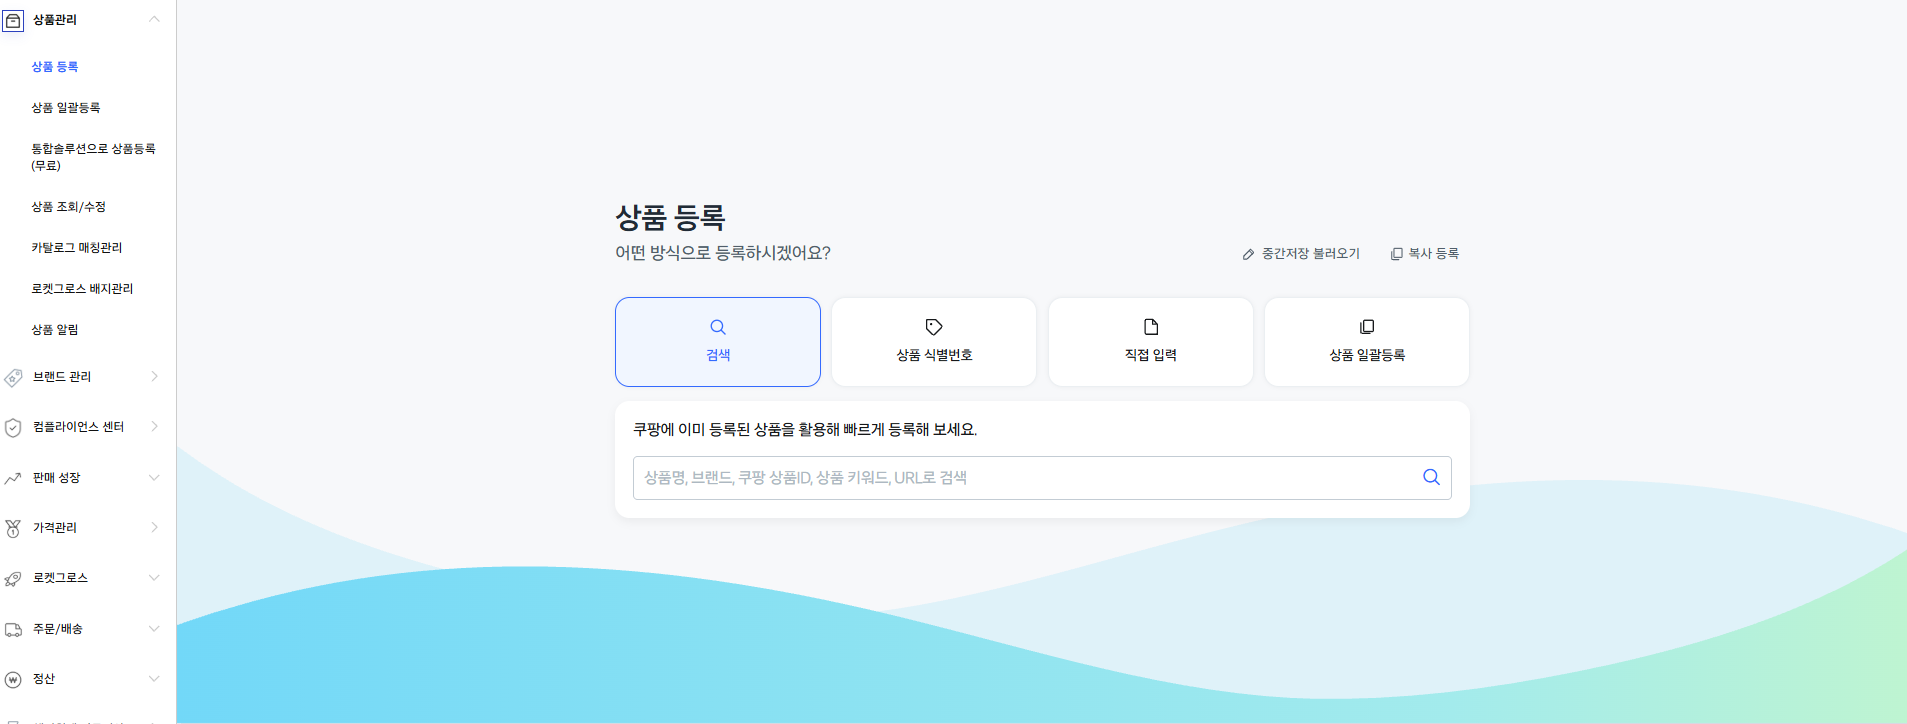 상품관리
상품 등록
상품 일괄등록
통합솔루션으로 상품등록
(무료)
상품 조회/수정
카탈로그 매칭관리
로켓그로스 배지관리
상품 알림
브랜드 관리
컴플라이언스 센터
판매 성장
가격관리
로켓그로스
주문/배송
정산
상품 등록
어떤 방식으로 등록하시겠어요?
중간저장 불러오기
복사 등록
검색
상품 식별번호
직접 입력
상품 일괄등록
쿠팡에 이미 등록된 상품을 활용해 빠르게 등록해 보세요.
상품명, 브랜드, 쿠팡 상품ID, 상품 키워드, URL로 검색